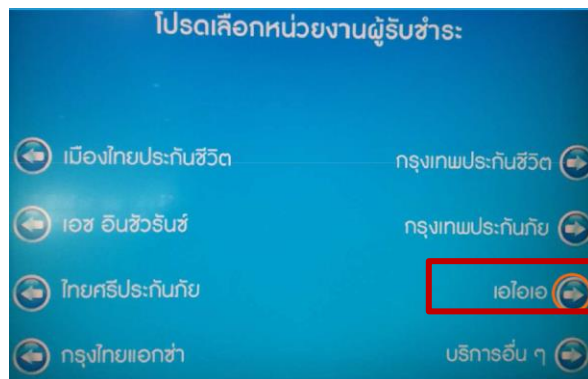 โปรดเลือกหน่วยงานผู้รับชำระ
เมืองไทยประกันชีวิต
กรุงเทพประกันชีวิต
เอซ อินชัวรันซ์
กรุงเทพประกันภัย
ไทยศรีประกันภัย
เอไอเอ
กรุงไทยแอกซ่า
บริการอื่น ๆ